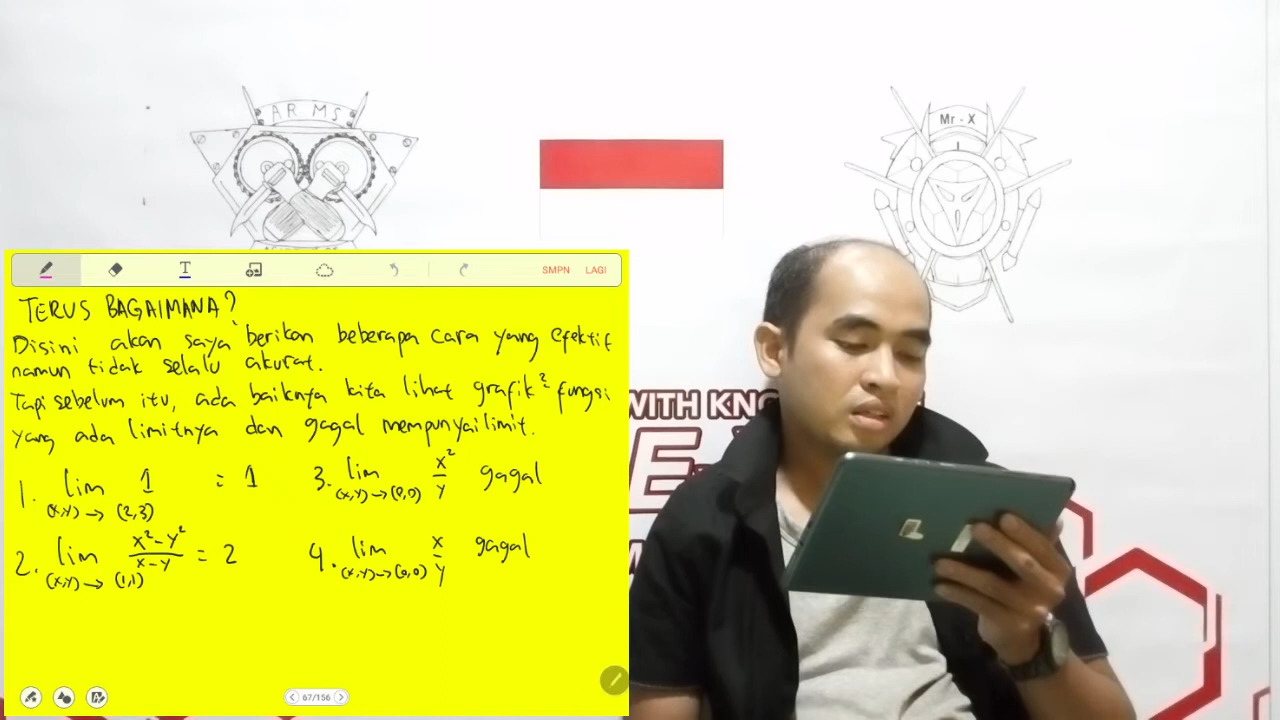 ARMS
Mr - X
SMPN LAGI
TERUS BAGAIMANA?
Disini akan saya berikan beberapa cara yang efektif
namun tidak selalu akurat.
Tapi sebelum itu, ada baiknya kita lihat grafik² fungsi
yang ada limitnya dan gagal mempunyai limit.
1. lim (x,y) → (2,3) 1 = 1
2. lim (x,y) → (1,1) x² - y² / x - y = 2
3. lim (x,y) → (0,0) x² / y gagal
4. lim (x,y) → (0,0) x / y gagal
67/156
WITH